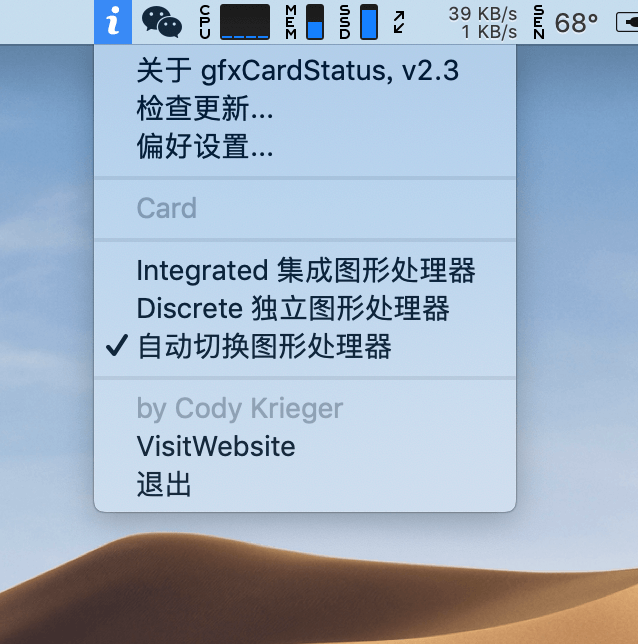 i
CPU
MEM
SSD
39 KB/s
1 KB/s
SEN
68°
关于 gfxCardStatus, v2.3
检查更新...
偏好设置...
Card
Integrated 集成图形处理器
Discrete 独立图形处理器
自动切换图形处理器
by Cody Krieger
VisitWebsite
退出